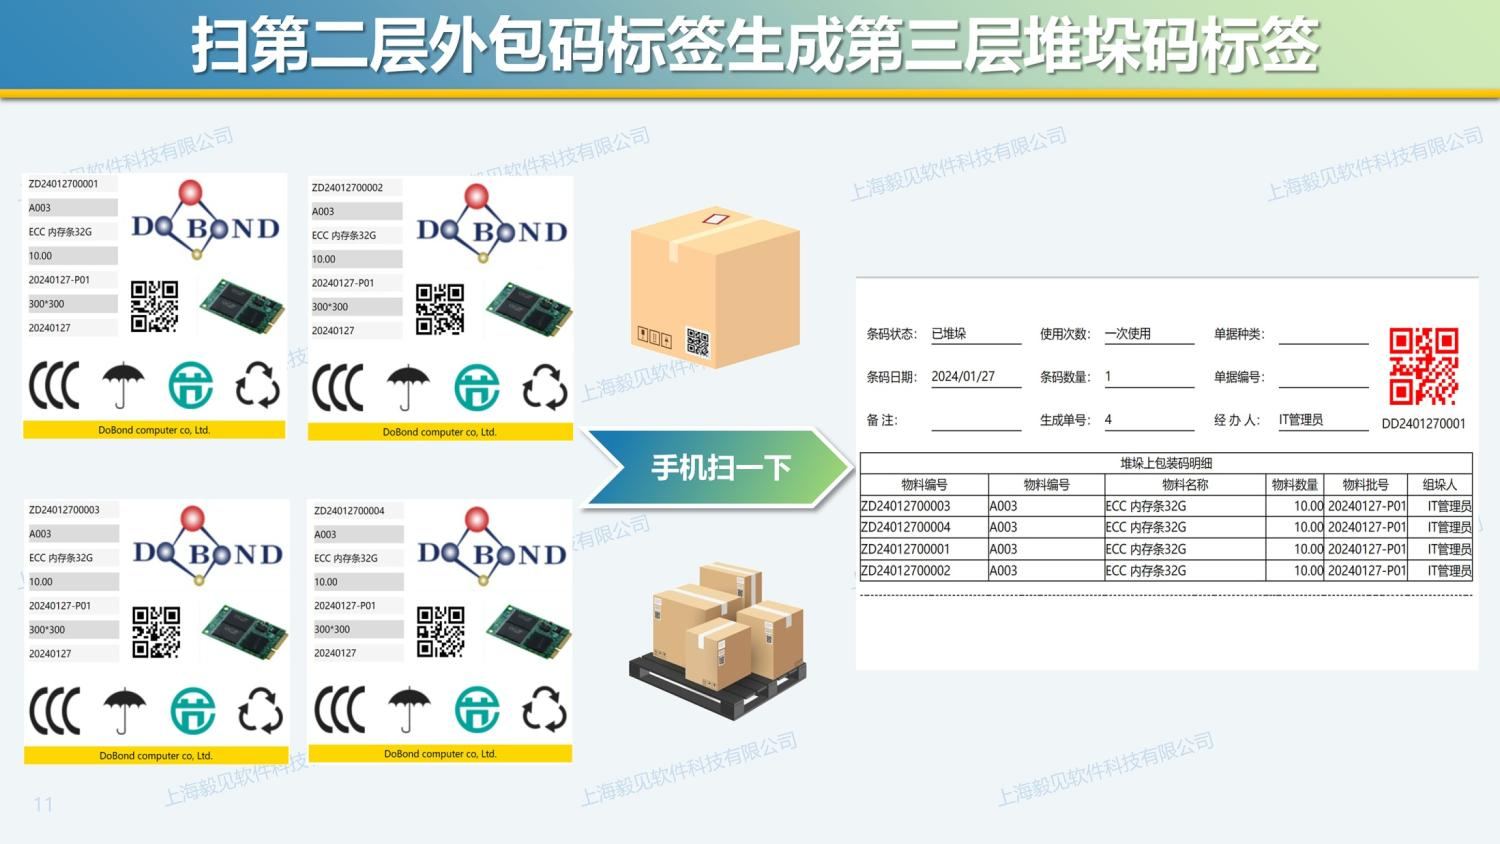 扫第二层外包码标签生成第三层堆垛码标签
ZD24012700001
A003
ECC 内存条32G
10.00
20240127-P01
300*300
20240127
DOBOND
DoBond computer co, Ltd.
ZD24012700002
A003
ECC 内存条32G
10.00
20240127-P01
300*300
20240127
DOBOND
DoBond computer co, Ltd.
ZD24012700003
A003
ECC 内存条32G
10.00
20240127-P01
300*300
20240127
DOBOND
DoBond computer co, Ltd.
ZD24012700004
A003
ECC 内存条32G
10.00
20240127-P01
300*300
20240127
DOBOND
DoBond computer co, Ltd.
手机扫一下
条码状态： 已堆垛 使用次数： 一次使用 单据种类：
条码日期： 2024/01/27 条码数量： 1 单据编号：
备 注： 生成单号： 4 经 办 人： IT管理员
DD2401270001
堆垛上包装码明细
物料编号 物料编号 物料名称 物料数量 物料批号 组垛人
ZD24012700003 A003 ECC 内存条32G 10.00 20240127-P01 IT管理员
ZD24012700004 A003 ECC 内存条32G 10.00 20240127-P01 IT管理员
ZD24012700001 A003 ECC 内存条32G 10.00 20240127-P01 IT管理员
ZD24012700002 A003 ECC 内存条32G 10.00 20240127-P01 IT管理员
上海毅见软件科技有限公司
上海毅见软件科技有限公司
上海毅见软件科技有限公司
上海毅见软件科技有限公司
上海毅见软件科技有限公司
11